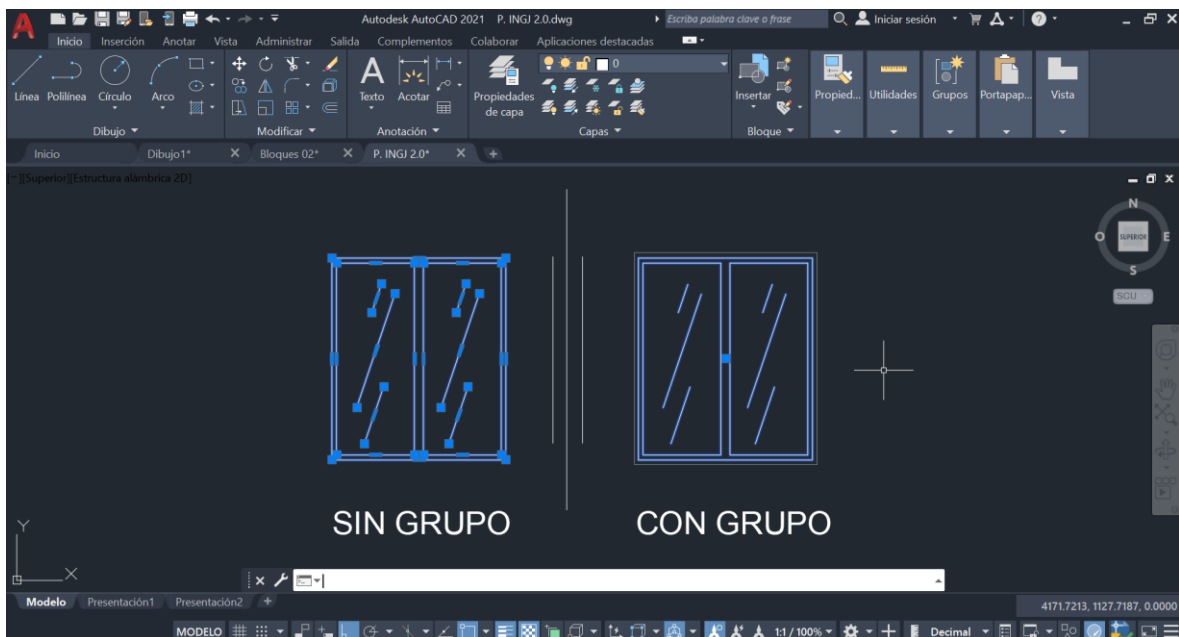 Autodesk AutoCAD 2021 P. INGJ 2.0.dwg Escriba palabra clave o frase Iniciar sesión
Inicio Inserción Anotar Vista Administrar Salida Complementos Colaborar Aplicaciones destacadas
0
Línea Polilínea Círculo Arco Texto Acotar Propiedades de capa Insertar Propied... Utilidades Grupos Portapap... Vista
Dibujo Modificar Anotación Capas Bloque
Inicio Dibujo1* Bloques 02* P. INGJ 2.0*
[−][Superior][Estructura alámbrica 2D]
N
O SUPERIOR E
S
SCU
SIN GRUPO CON GRUPO
Y
X
Modelo Presentación1 Presentación2
4171.7213, 1127.7187, 0.0000
MODELO 1:1 / 100% Decimal